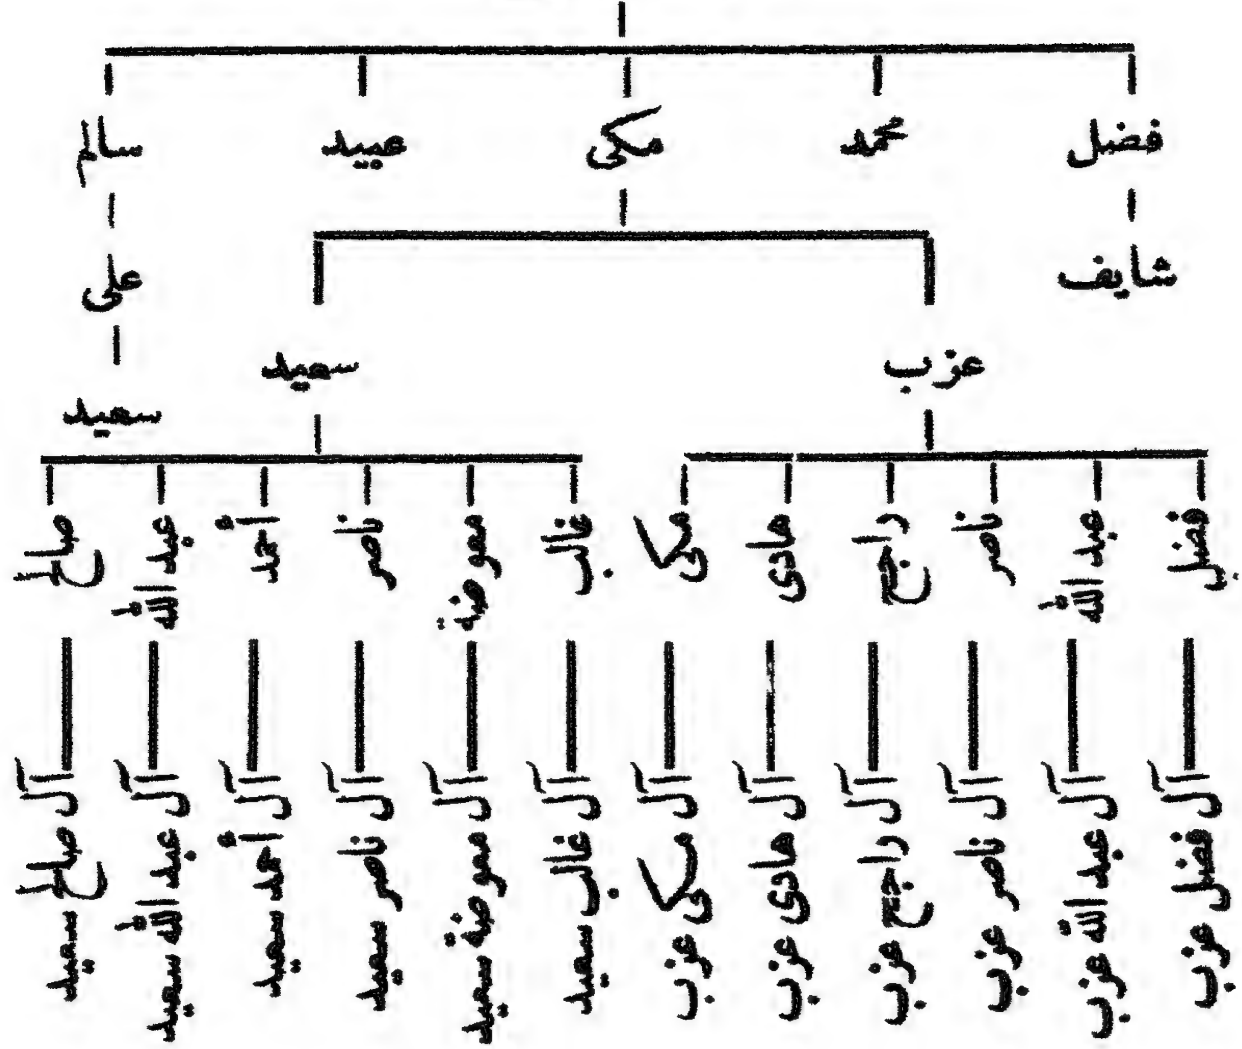 فضل محمد مكى عبيد سالم
شايف على
عزب سعيد
سعيد
فضل عبد الله ناصر راجح هادى مكى غالب ناصر أحمد عبد الله صالح
آل فضل عزب
آل عبد الله عزب
آل ناصر عزب
آل راجح عزب
آل هادى عزب
آل مكى عزب
آل غالب سعيد
آل معوضة سعيد
آل ناصر سعيد
آل أحمد سعيد
آل عبد الله سعيد
آل صالح سعيد